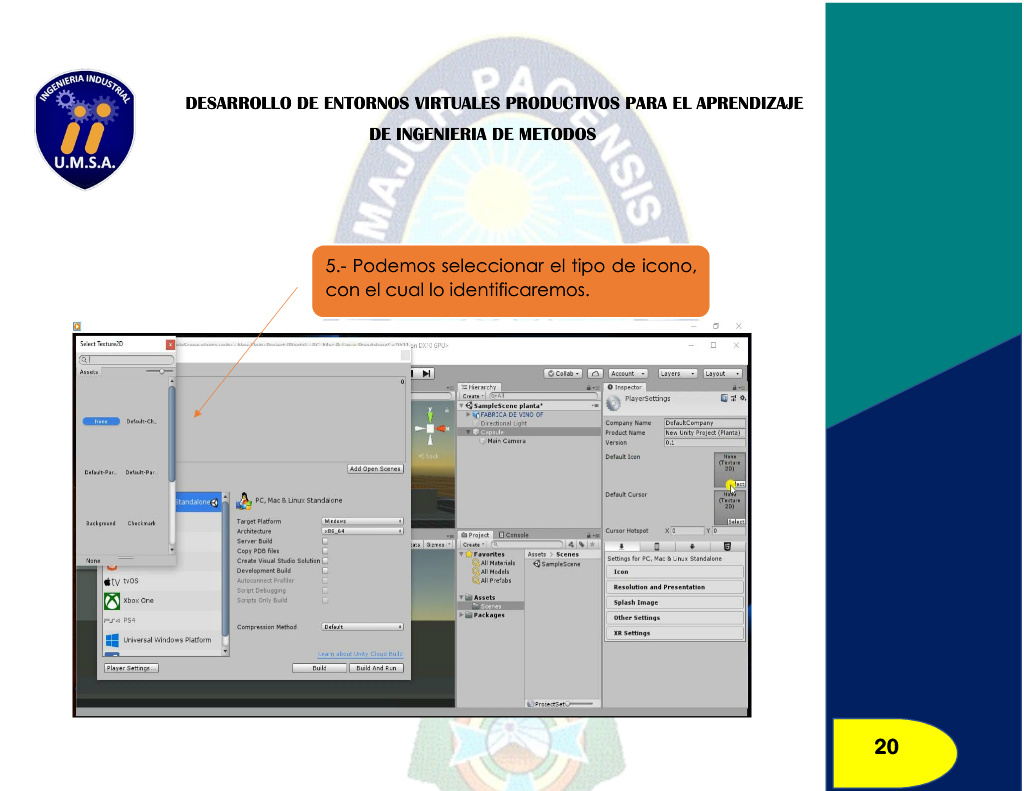 INGENIERIA INDUSTRIAL
U.M.S.A.
DESARROLLO DE ENTORNOS VIRTUALES PRODUCTIVOS PARA EL APRENDIZAJE
DE INGENIERIA DE METODOS
MAJOR PACENSIS
5.- Podemos seleccionar el tipo de icono,
con el cual lo identificaremos.
Select Texture2D
Assets
None Default-Ch..
Default-Par.. Default-Par..
Background Checkmark
None
on DX10 GPU>
0
Add Open Scenes
Standalone
PC, Mac & Linux Standalone
Target Platform Windows
Architecture x86_64
Server Build
Copy PDB files
Create Visual Studio Solution
Development Build
Autoconnect Profiler
Script Debugging
Scripts Only Build
Compression Method Default
Learn about Unity Cloud Build
Player Settings... Build Build And Run
tvOS
Xbox One
PS4
Universal Windows Platform
Collab Account Layers Layout
Hierarchy
Create All
SampleScene planta*
FABRICA DE VINO OF
Directional Light
Capsule
Main Camera
Back
Gizmos
Project Console
Create
Favorites
All Materials
All Models
All Prefabs
Assets
Scenes
Packages
Assets > Scenes
SampleScene
ProjectSet
Inspector
PlayerSettings
Company Name DefaultCompany
Product Name New Unity Project (Planta)
Version 0.1
Default Icon
None
(Texture
2D)
Default Cursor
None
(Texture
2D)
Select
Cursor Hotspot X 0 Y 0
Settings for PC, Mac & Linux Standalone
Icon
Resolution and Presentation
Splash Image
Other Settings
XR Settings
20